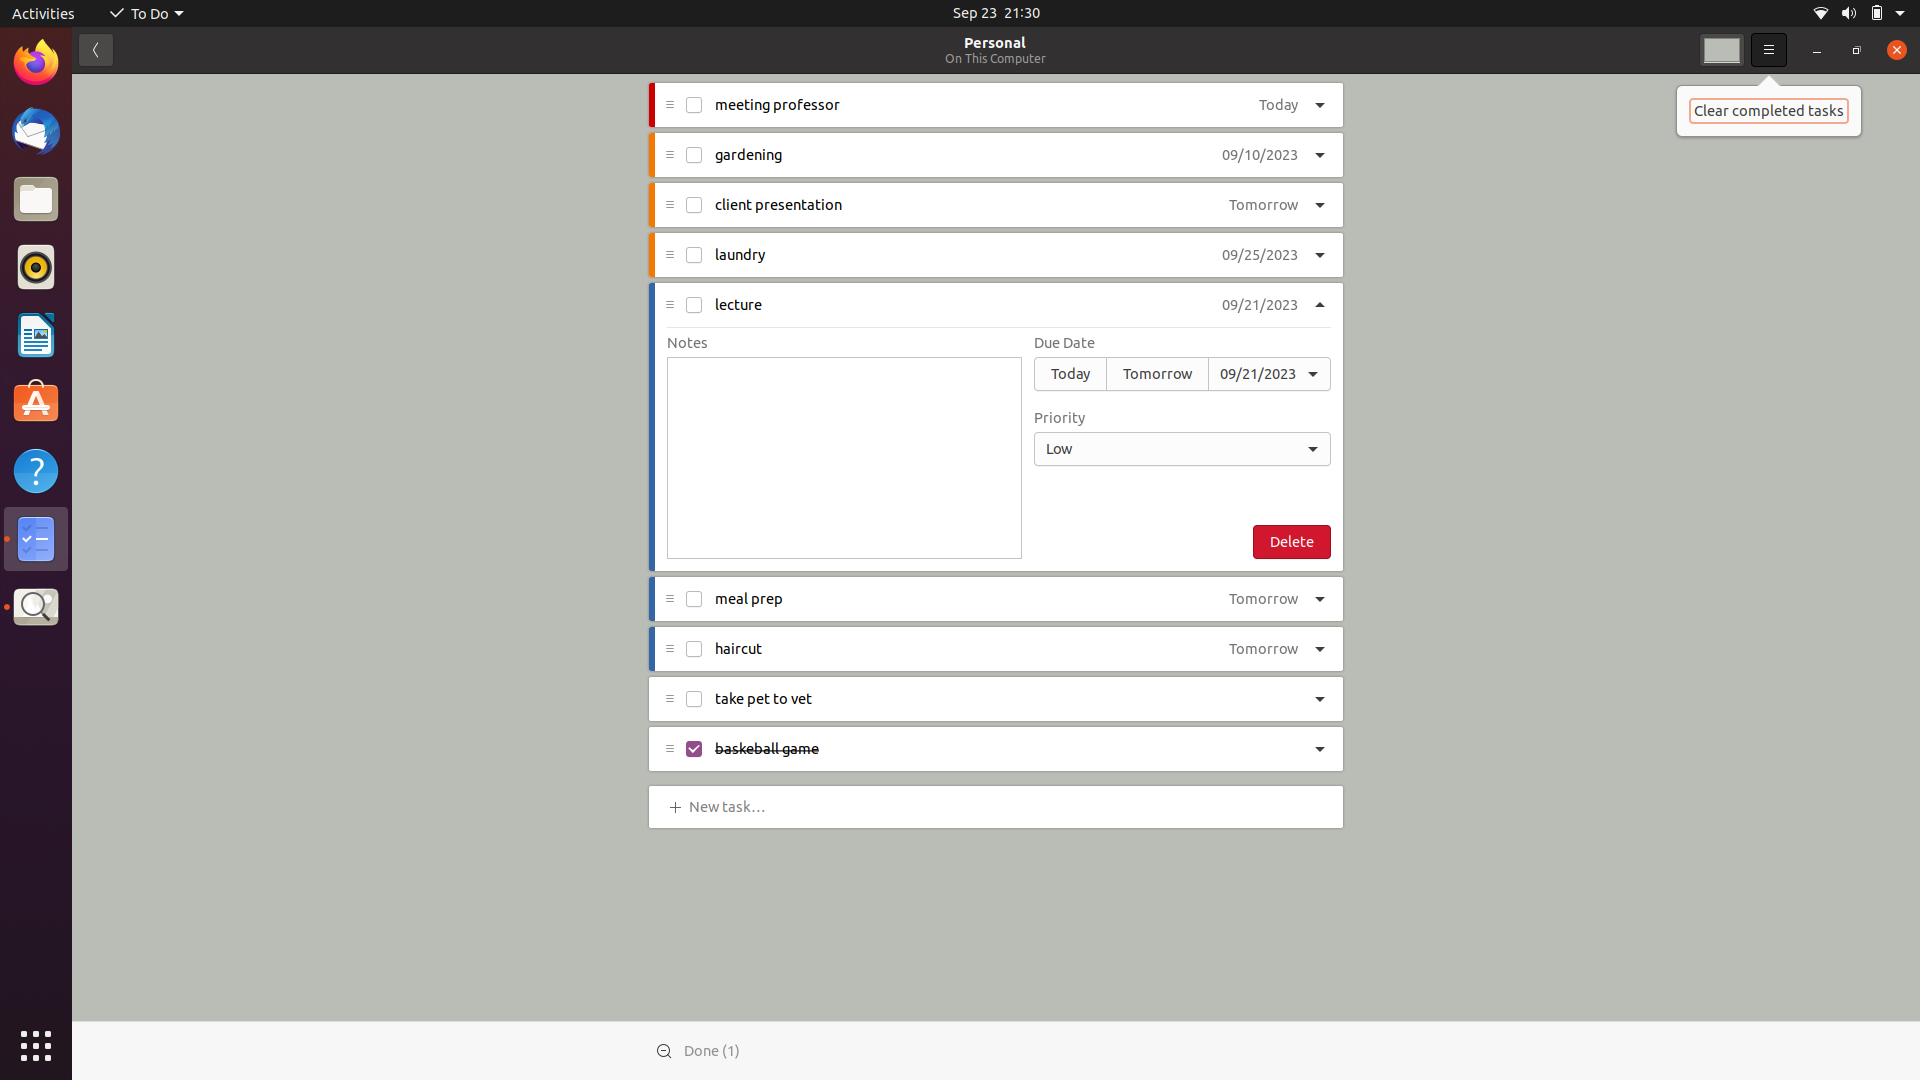 Activities
To Do
Sep 23 21:30
Personal
On This Computer
Clear completed tasks
meeting professor Today
gardening 09/10/2023
client presentation Tomorrow
laundry 09/25/2023
lecture 09/21/2023
Notes
Due Date
Today Tomorrow 09/21/2023
Priority
Low
Delete
meal prep Tomorrow
haircut Tomorrow
take pet to vet
baskeball game
New task…
Done (1)